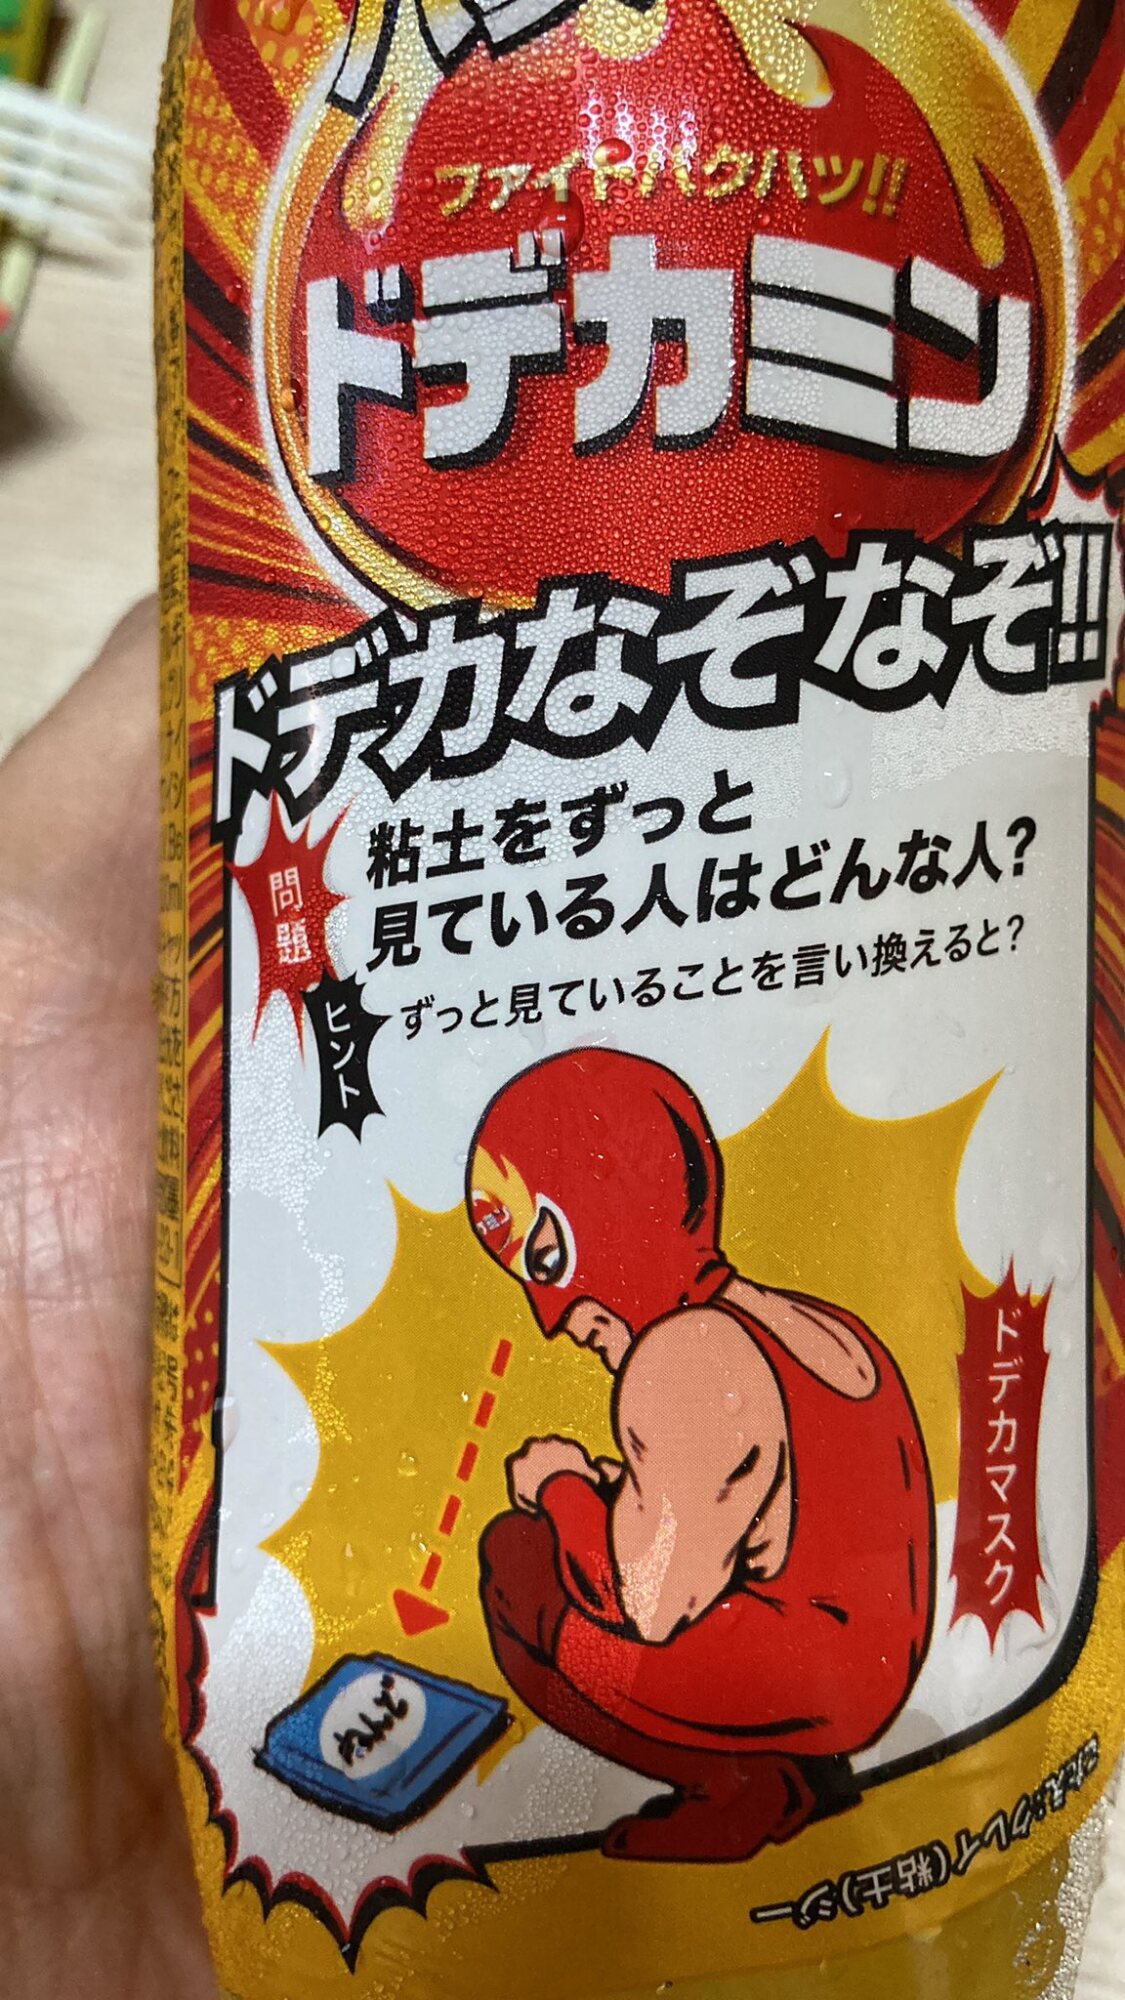 ファイトバクハツ!!
ドデカミン
ドデカなぞなぞ!!
問題
粘土をずっと
見ている人はどんな人?
ヒント
ずっと見ていることを言い換えると?
ドデカマスク
ねんど
こたえ:クレイ(粘土)ジー